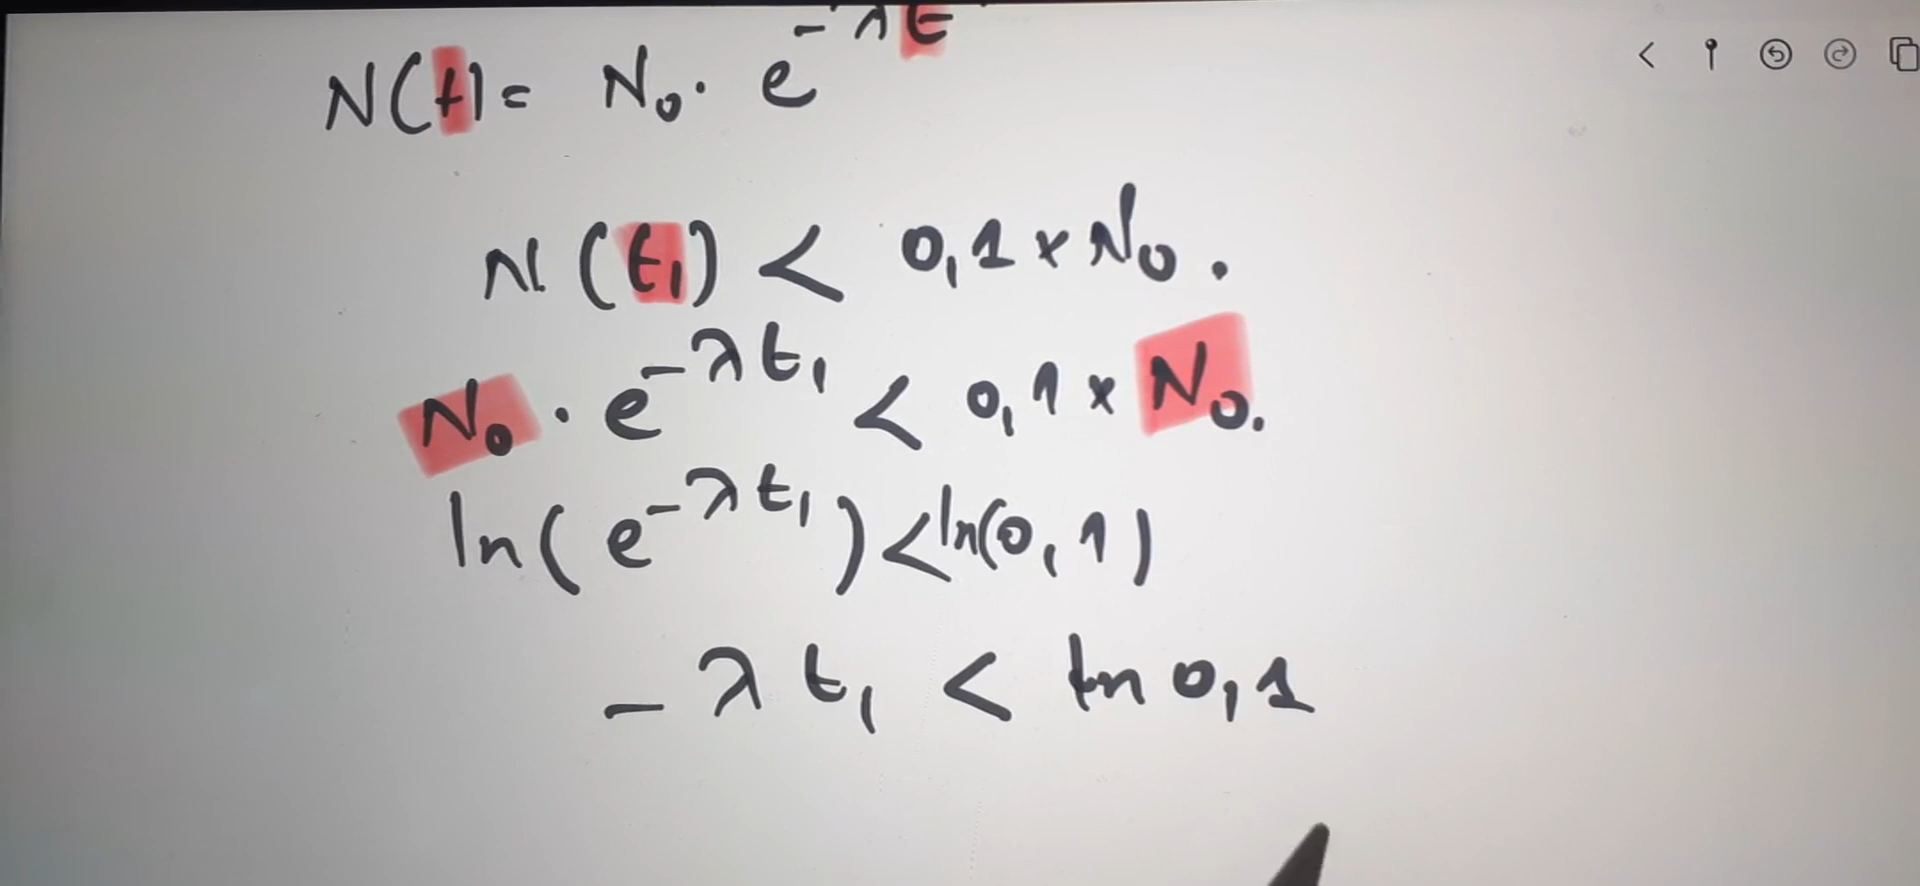 N(t) = N₀. e^-λt
N(t₁) < 0,1 × N₀.
N₀ . e^-λt₁ < 0,1 × N₀.
ln(e^-λt₁) < ln(0,1)
-λt₁ < ln 0,1